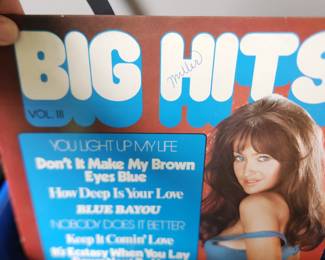 BIG HITS
miller
VOL. III
YOU LIGHT UP MY LIFE
Don't It Make My Brown
Eyes Blue
How Deep Is Your Love
BLUE BAYOU
NOBODY DOES IT BETTER
Keep It Comin' Love
It's Ecstasy When You Lay